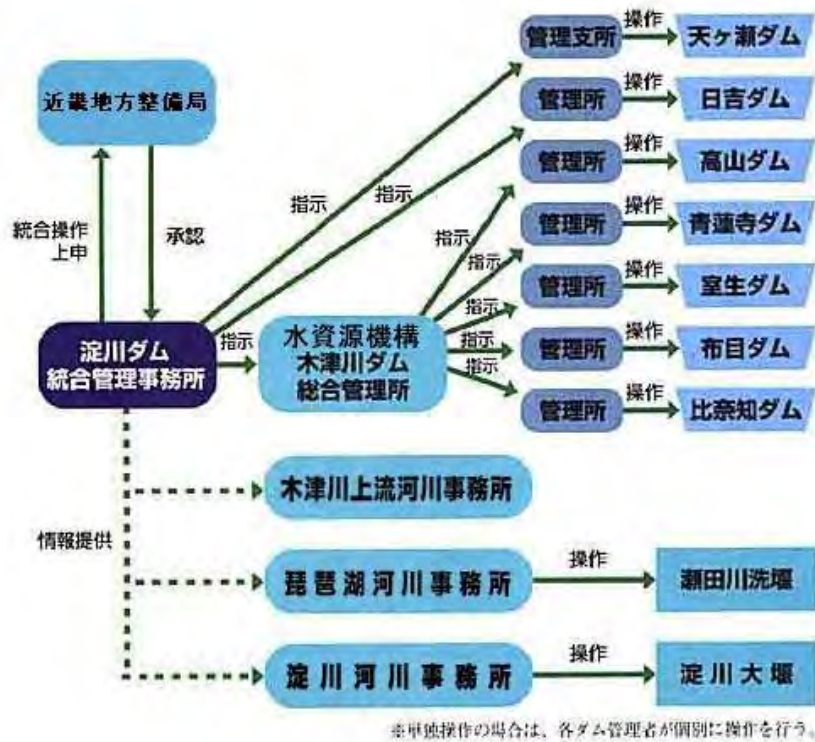 管理支所
操作
天ヶ瀬ダム
近畿地方整備局
管理所
操作
日吉ダム
管理所
操作
高山ダム
統合操作
上申
承認
指示
指示
指示
管理所
操作
青蓮寺ダム
指示
管理所
操作
室生ダム
指示
淀川ダム
統合管理事務所
指示
水資源機構
木津川ダム
総合管理所
指示
管理所
操作
布目ダム
指示
管理所
操作
比奈知ダム
木津川上流河川事務所
情報提供
琵琶湖河川事務所
操作
瀬田川洗堰
淀川河川事務所
操作
淀川大堰
※単独操作の場合は、各ダム管理者が個別に操作を行う。